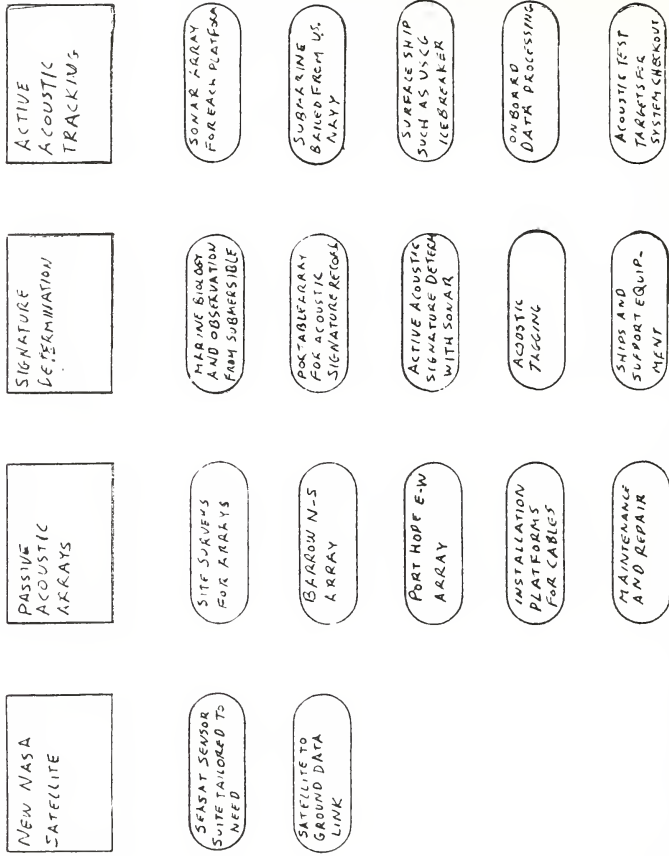 NEW NASA
SATELLITE
SEASAT SENSOR
SUITE TAILORED TO
NEED
SATELLITE TO
GROUND DATA
LINK
PASSIVE
ACOUSTIC
ARRAYS
SITE SURVEYS
FOR ARRAYS
BARROW N-S
ARRAY
PORT HOPE E-W
ARRAY
INSTALLATION
PLATFORMS
FOR CABLES
MAINTENANCE
AND REPAIR
SIGNATURE
DETERMINATION
MARINE BIOLOGY
AND OBSERVATION
FROM SUBMERSIBLE
PORTABLE ARRAY
FOR ACOUSTIC
SIGNATURE RECORD
ACTIVE ACOUSTIC
SIGNATURE DETERM
WITH SONAR
ACOUSTIC
TAGGING
SHIPS AND
SUPPORT EQUIP-
MENT
ACTIVE
ACOUSTIC
TRACKING
SONAR ARRAY
FOR EACH PLATFORM
SUBMARINE
FROM U.S.
NAVY
SURFACE SHIP
SUCH AS USCG
ICEBREAKER
ONBOARD
DATA PROCESSING
ACOUSTIC TEST
TARGETS FOR
SYSTEM CHECKOUT